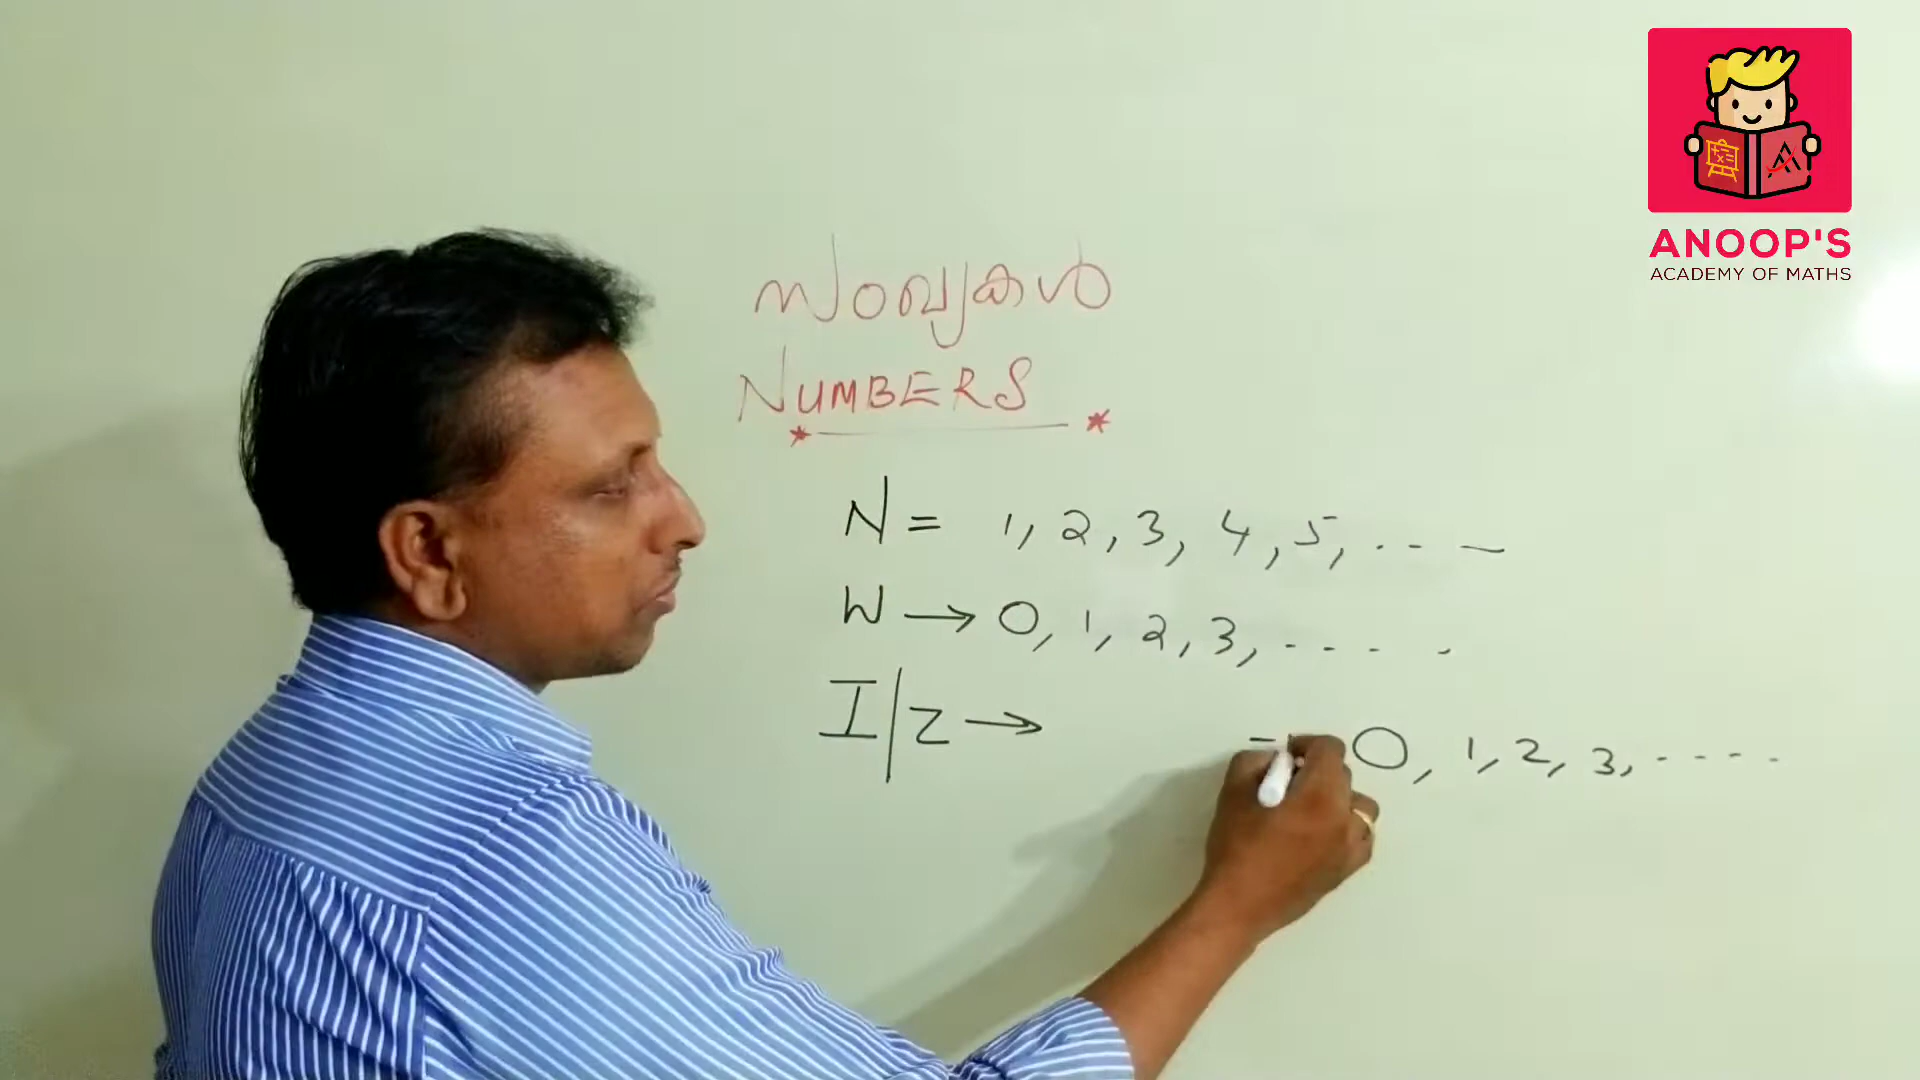 ANOOP'S
ACADEMY OF MATHS
സംഖ്യകൾ
NUMBERS
N = 1, 2, 3, 4, 5, . . - —
W → 0, 1, 2, 3, . . . . .
I/Z → - 0, 1, 2, 3, . . . . .